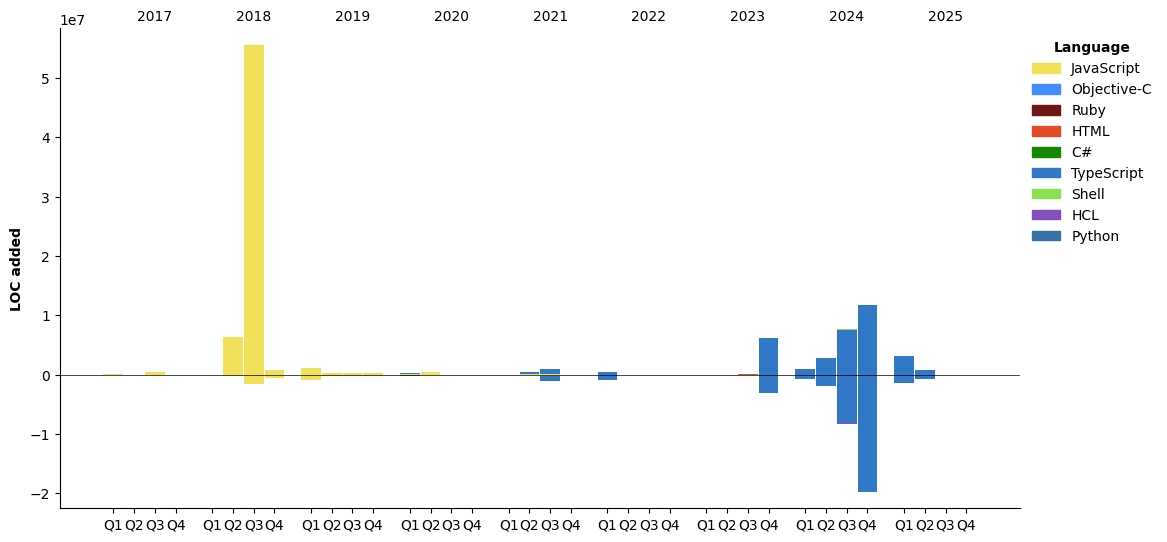 2017 2018 2019 2020 2021 2022 2023 2024 2025
1e7
Language
JavaScript
Objective-C
Ruby
HTML
C#
TypeScript
Shell
HCL
Python
5
4
3
2
1
0
−1
−2
LOC added
Q1 Q2 Q3 Q4 Q1 Q2 Q3 Q4 Q1 Q2 Q3 Q4 Q1 Q2 Q3 Q4 Q1 Q2 Q3 Q4 Q1 Q2 Q3 Q4 Q1 Q2 Q3 Q4 Q1 Q2 Q3 Q4 Q1 Q2 Q3 Q4